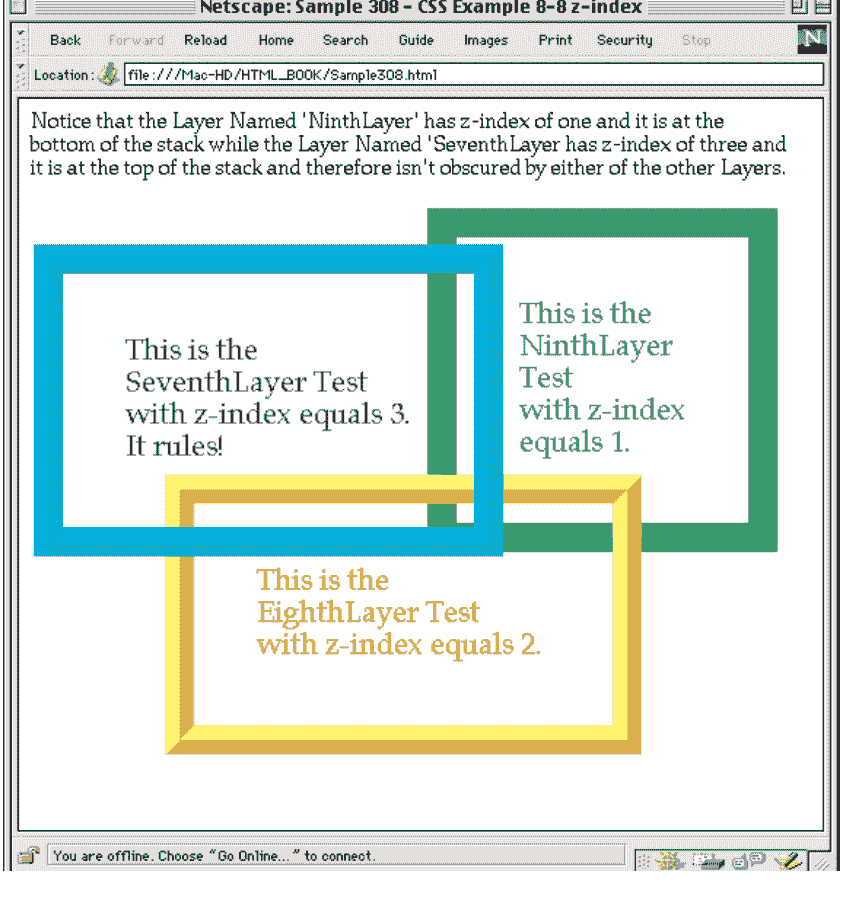 Netscape: Sample 308 - CSS Example 8-8 z-index
Back Forward Reload Home Search Guide Images Print Security Stop
N
Location: file:///Mac-HD/HTML_BOOK/Sample308.html
Notice that the Layer Named 'NinthLayer' has z-index of one and it is at the
bottom of the stack while the Layer Named 'SeventhLayer has z-index of three and
it is at the top of the stack and therefore isn't obscured by either of the other Layers.
This is the
SeventhLayer Test
with z-index equals 3.
It rules!
This is the
NinthLayer
Test
with z-index
equals 1.
This is the
EighthLayer Test
with z-index equals 2.
You are offline. Choose "Go Online..." to connect.